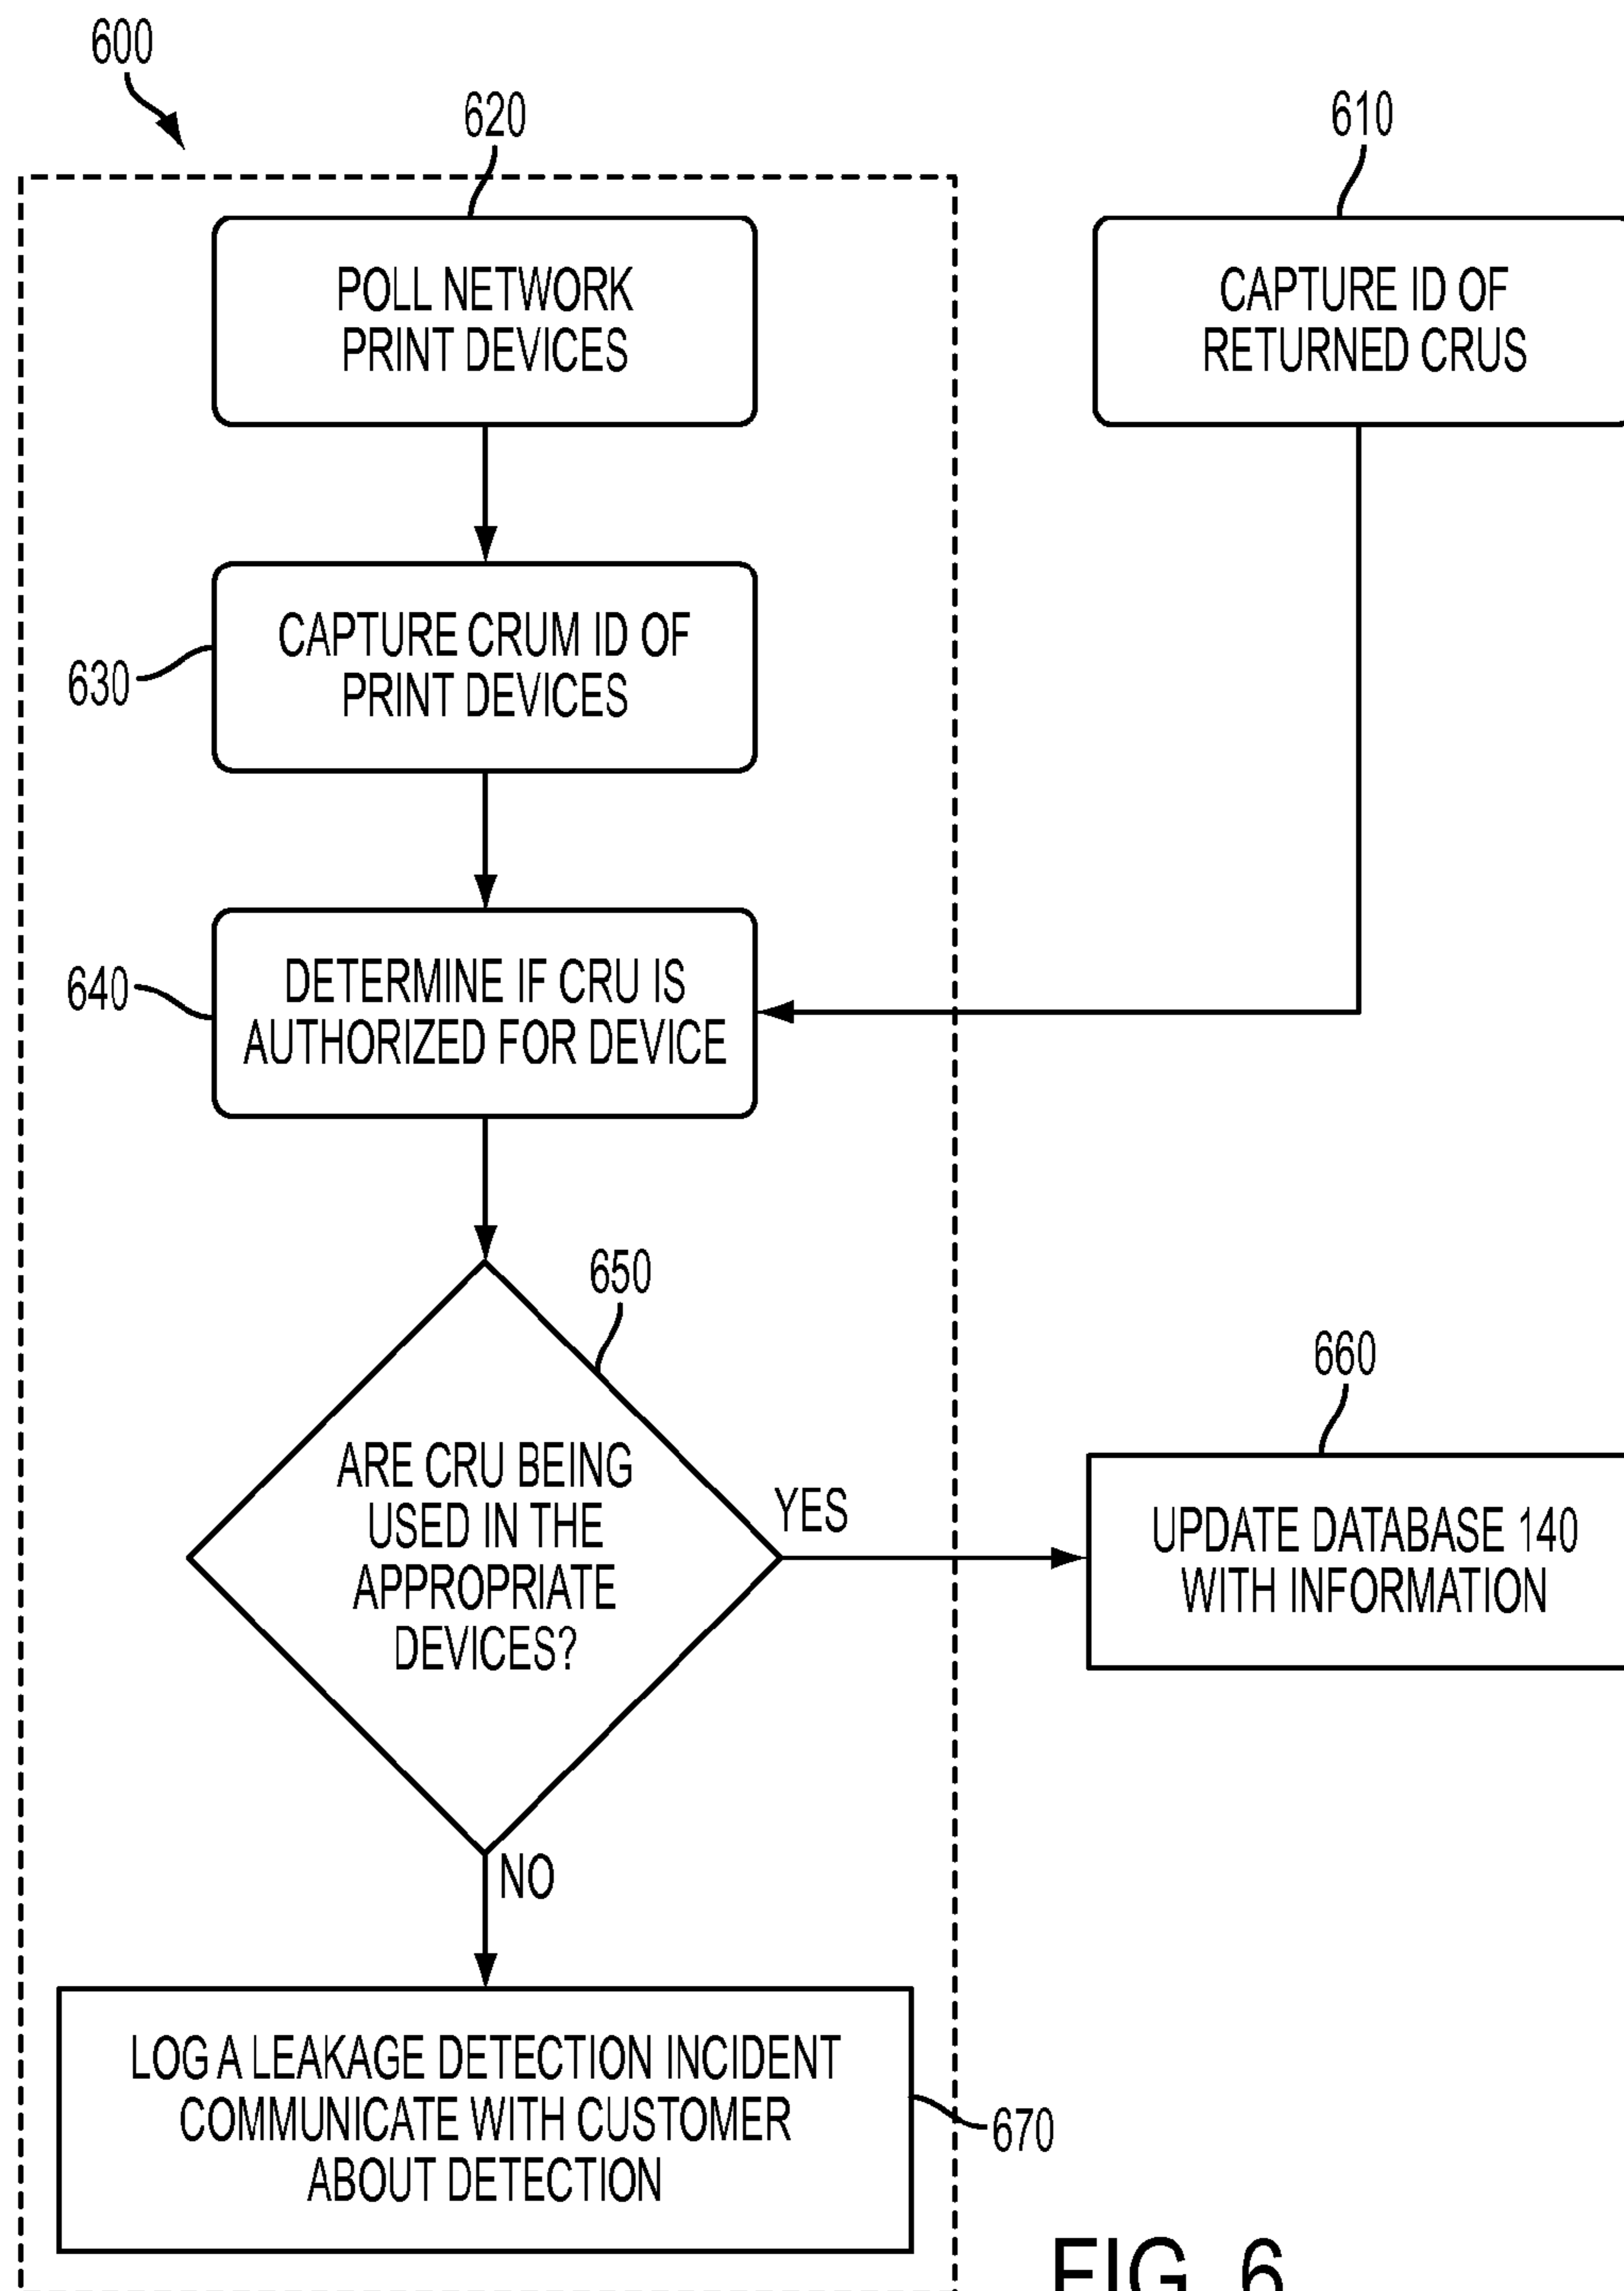 600
620
610
POLL NETWORK
PRINT DEVICES
CAPTURE ID OF
RETURNED CRUS
630
CAPTURE CRUM ID OF
PRINT DEVICES
640
DETERMINE IF CRU IS
AUTHORIZED FOR DEVICE
650
ARE CRU BEING
USED IN THE
APPROPRIATE
DEVICES?
YES
660
UPDATE DATABASE 140
WITH INFORMATION
NO
LOG A LEAKAGE DETECTION INCIDENT
COMMUNICATE WITH CUSTOMER
ABOUT DETECTION
670
FIG. 6